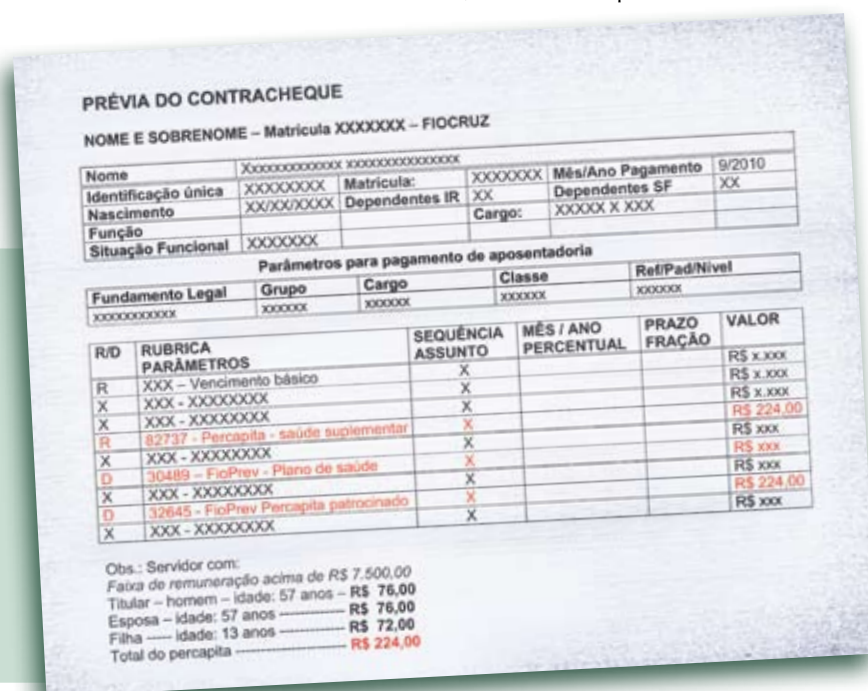 PRÉVIA DO CONTRACHEQUE
NOME E SOBRENOME – Matrícula XXXXXXX – FIOCRUZ
Nome Xxxxxxxxxxxxx xxxxxxxxxxxxxxx
Identificação única XXXXXXXX Matrícula: XXXXXXX Mês/Ano Pagamento 9/2010
Nascimento XX/XX/XXXX Dependentes IR XX Dependentes SF XX
Função Cargo: XXXXX X XXX
Situação Funcional XXXXXXX
Parâmetros para pagamento de aposentadoria
Fundamento Legal Grupo Cargo Classe Ref/Pad/Nível
xxxxxxxxxxx xxxxxx xxxxxx xxxxxx xxxxxx
R/D RUBRICA SEQUÊNCIA MÊS / ANO PRAZO VALOR
PARÂMETROS ASSUNTO PERCENTUAL FRAÇÃO
R XXX – Vencimento básico X R$ x.xxx
X XXX - XXXXXXXX X R$ x.xxx
X XXX - XXXXXXXX X R$ x.xxx
R 82737 - Percapita - saúde suplementar X R$ 224,00
X XXX - XXXXXXXX X R$ xxx
D 30489 – FioPrev - Plano de saúde X R$ xxx
X XXX - XXXXXXXX X R$ xxx
D 32645 - FioPrev Percapita patrocinado X R$ 224,00
X XXX - XXXXXXXX X R$ xxx
Obs.: Servidor com:
Faixa de remuneração acima de R$ 7.500,00
Titular – homem – idade: 57 anos – R$ 76,00
Esposa – idade: 57 anos -------------- R$ 76,00
Filha ----- idade: 13 anos -------------- R$ 72,00
Total do percapita ----------------------- R$ 224,00